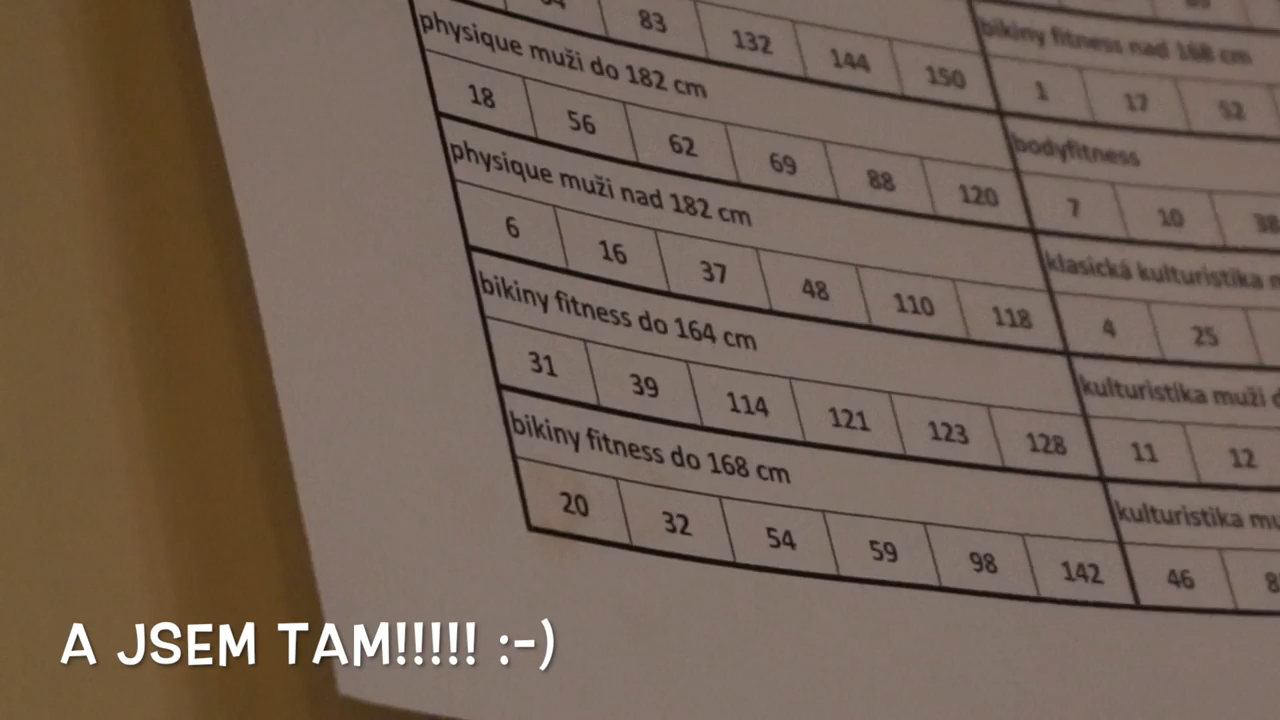 83 132 144 150
physique muži do 182 cm
18 56 62 69 88 120
physique muži nad 182 cm
6 16 37 48 110 118
bikiny fitness do 164 cm
31 39 114 121 123 128
bikiny fitness do 168 cm
20 32 54 59 98 142
bikiny fitness nad 168 cm
1 17 52
bodyfitness
7 10 38
klasická kulturistika
4 25
kulturistika muži
11 12
kulturistika
46
A JSEM TAM!!!!! :-)